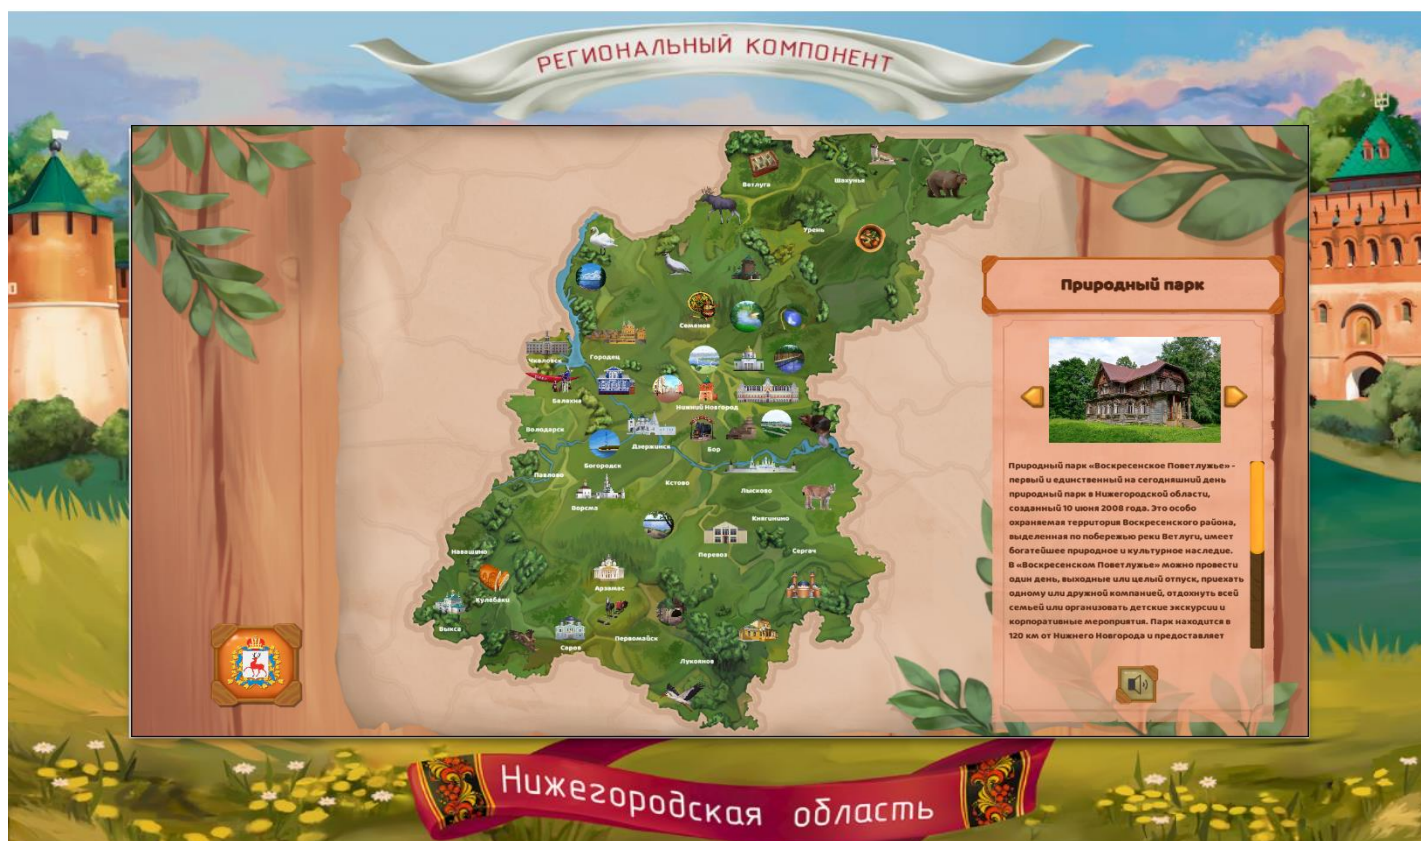 РЕГИОНАЛЬНЫЙ КОМПОНЕНТ
Ветлуга
Шахунья
Урень
Семенов
Чкаловск
Городец
Балахна
Нижний Новгород
Володарск
Дзержинск
Бор
Богородск
Павлово
Кстово
Лысково
Ворсма
Княгинино
Навашино
Перевоз
Сергач
Кулебаки
Арзамас
Выкса
Первомайск
Саров
Лукоянов
Природный парк
Природный парк «Воскресенское Поветлужье» -
первый и единственный на сегодняшний день
природный парк в Нижегородской области,
созданный 10 июня 2008 года. Это особо
охраняемая территория Воскресенского района,
выделенная по побережью реки Ветлуги, имеет
богатейшее природное и культурное наследие.
В «Воскресенском Поветлужье» можно провести
один день, выходные или целый отпуск, приехать
одному или дружной компанией, отдохнуть всей
семьей или организовать детские экскурсии и
корпоративные мероприятия. Парк находится в
120 км от Нижнего Новгорода и предоставляет
Нижегородская область